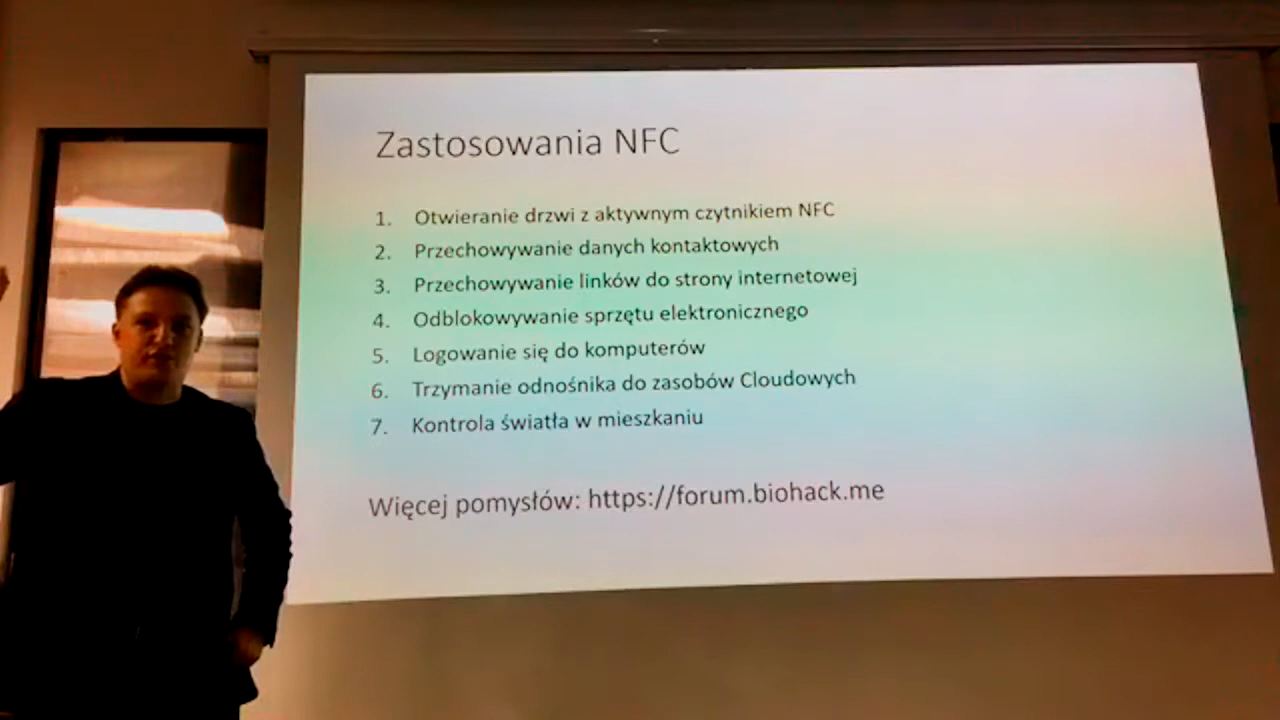 Zastosowania NFC
1. Otwieranie drzwi z aktywnym czytnikiem NFC
2. Przechowywanie danych kontaktowych
3. Przechowywanie linków do strony internetowej
4. Odblokowywanie sprzętu elektronicznego
5. Logowanie się do komputerów
6. Trzymanie odnośnika do zasobów Cloudowych
7. Kontrola światła w mieszkaniu
Więcej pomysłów: https://forum.biohack.me